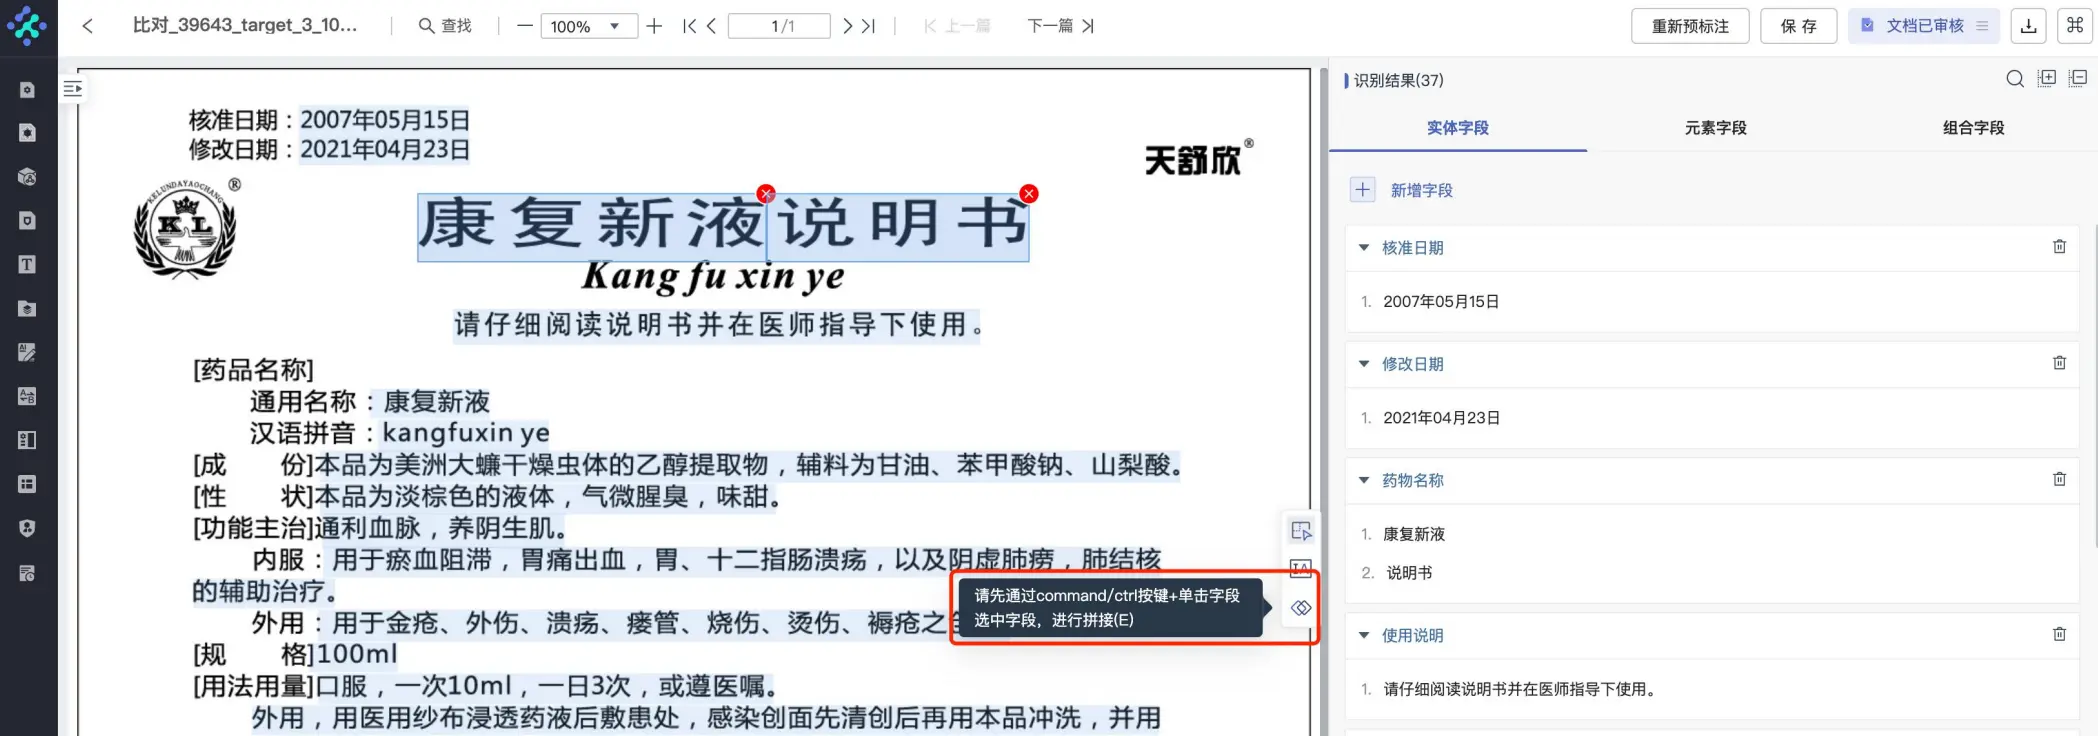 比对_39643_target_3_10...
查找
100%
1/1
上一篇
下一篇
重新预标注
保存
文档已审核
核准日期：2007年05月15日
修改日期：2021年04月23日
天舒欣®
KELUNDAYAOCHANG ®
KL
康复新液说明书
Kang fu xin ye
请仔细阅读说明书并在医师指导下使用。
[药品名称]
通用名称：康复新液
汉语拼音：kangfuxin ye
[成 份]本品为美洲大蠊干燥虫体的乙醇提取物，辅料为甘油、苯甲酸钠、山梨酸。
[性 状]本品为淡棕色的液体，气微腥臭，味甜。
[功能主治]通利血脉，养阴生肌。
内服：用于瘀血阻滞，胃痛出血，胃、十二指肠溃疡，以及阴虚肺痨，肺结核
的辅助治疗。
外用：用于金疮、外伤、溃疡、瘘管、烧伤、烫伤、褥疮之
[规 格]100ml
[用法用量]口服，一次10ml，一日3次，或遵医嘱。
外用，用医用纱布浸透药液后敷患处，感染创面先清创后再用本品冲洗，并用
请先通过command/ctrl按键+单击字段
选中字段，进行拼接(E)
识别结果(37)
实体字段
元素字段
组合字段
新增字段
核准日期
1. 2007年05月15日
修改日期
1. 2021年04月23日
药物名称
1. 康复新液
2. 说明书
使用说明
1. 请仔细阅读说明书并在医师指导下使用。